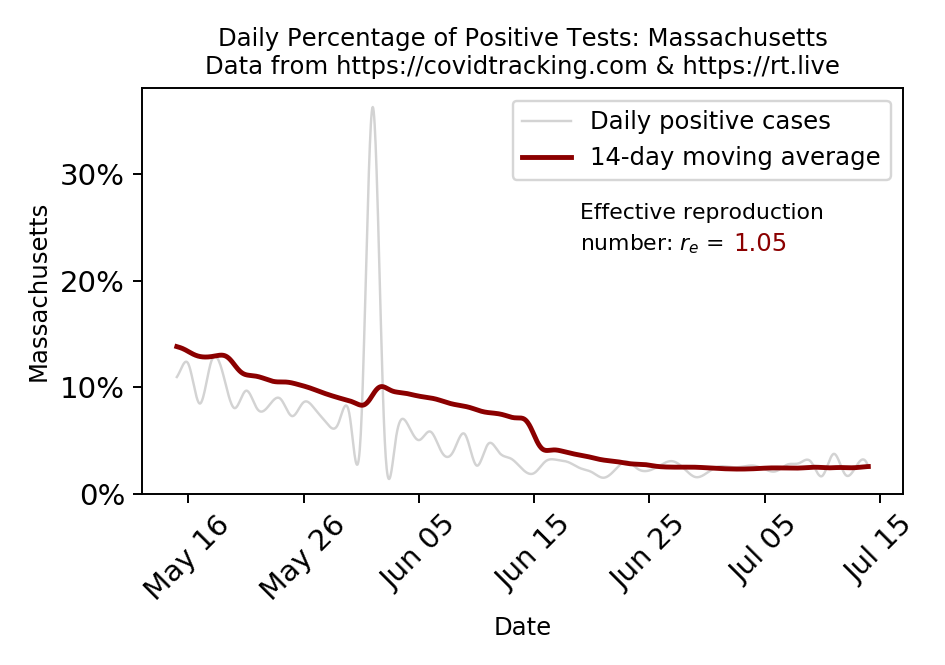 Daily Percentage of Positive Tests: Massachusetts
Data from https://covidtracking.com & https://rt.live
Daily positive cases
14-day moving average
Effective reproduction
number: rₑ = 1.05
Massachusetts
30%
20%
10%
0%
May 16
May 26
Jun 05
Jun 15
Jun 25
Jul 05
Jul 15
Date